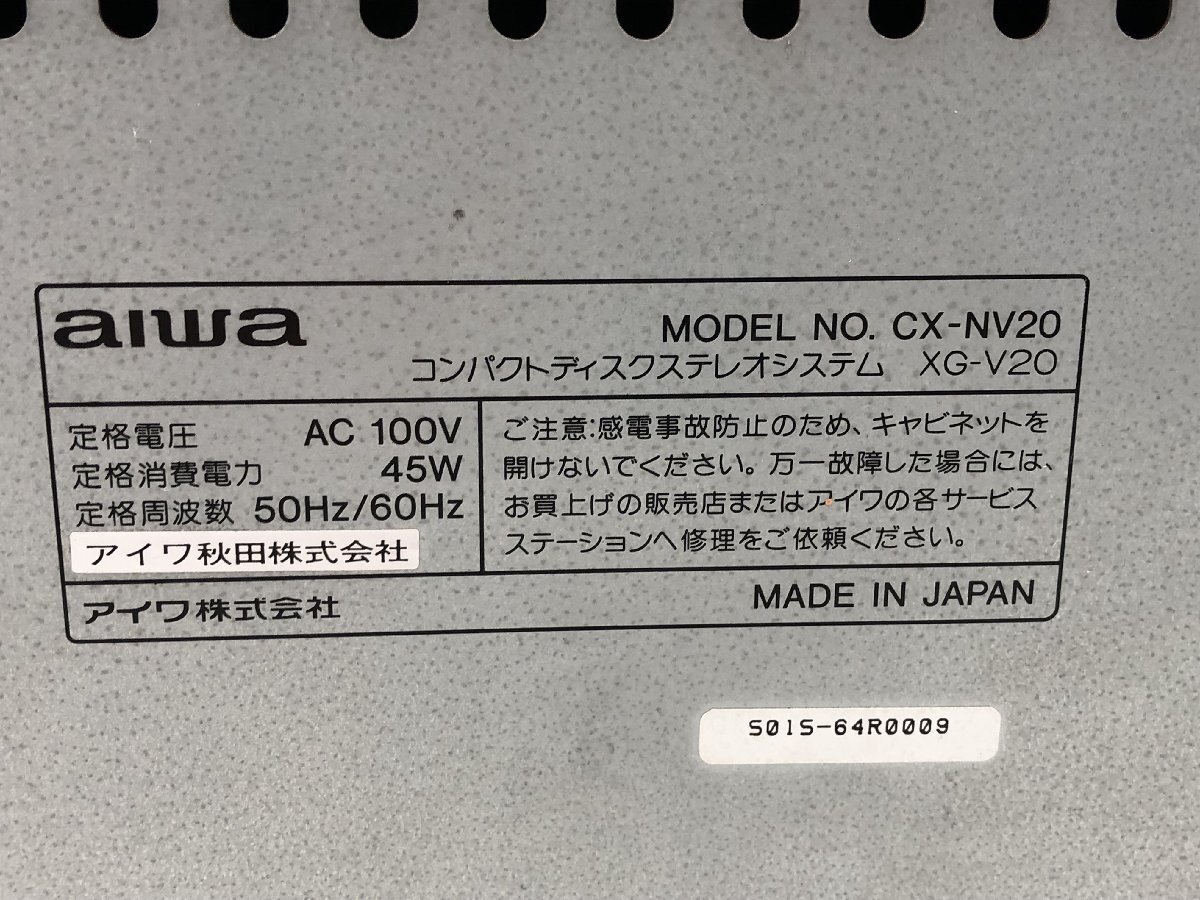 aiwa
MODEL NO. CX-NV20
コンパクトディスクステレオシステム XG-V20
定格電圧 AC 100V
定格消費電力 45W
定格周波数 50Hz/60Hz
アイワ秋田株式会社
ご注意:感電事故防止のため、キャビネットを
開けないでください。万一故障した場合には、
お買上げの販売店またはアイワの各サービス
ステーションへ修理をご依頼ください。
アイワ株式会社
MADE IN JAPAN
S01S-64R0009